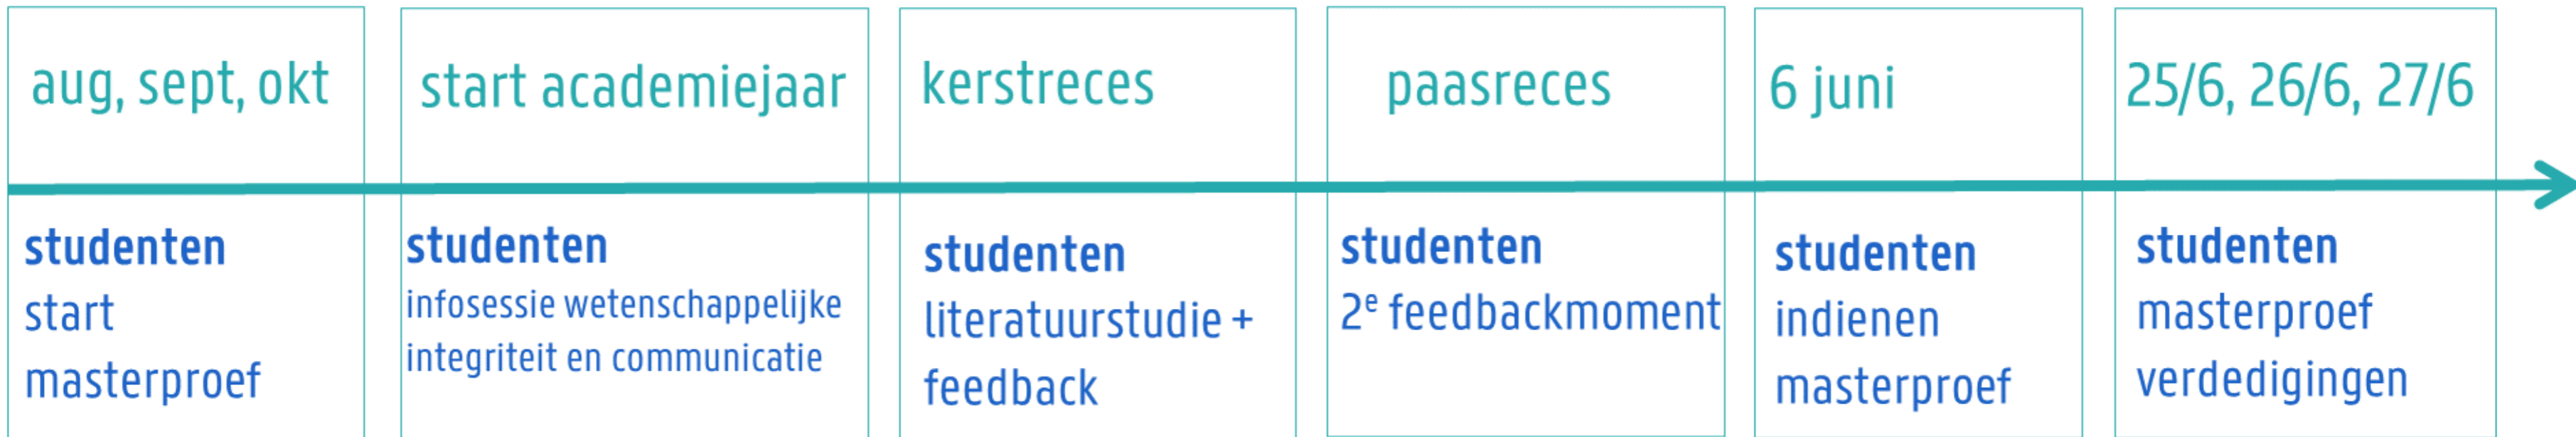 aug, sept, okt
studenten
start
masterproef
start academiejaar
studenten
infosessie wetenschappelijke
integriteit en communicatie
kerstreces
studenten
literatuurstudie +
feedback
paasreces
studenten
2ᵉ feedbackmoment
6 juni
studenten
indienen
masterproef
25/6, 26/6, 27/6
studenten
masterproef
verdedigingen